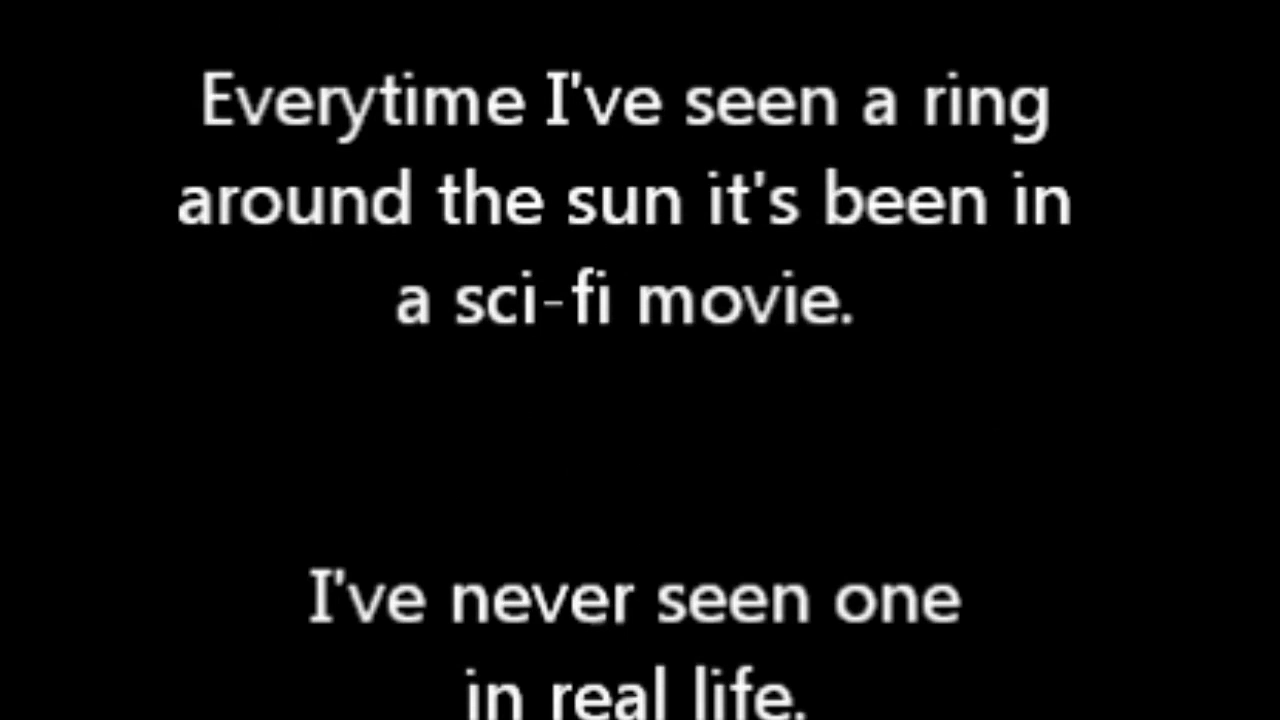 Everytime I've seen a ring
around the sun it's been in
a sci-fi movie.
I've never seen one
in real life.